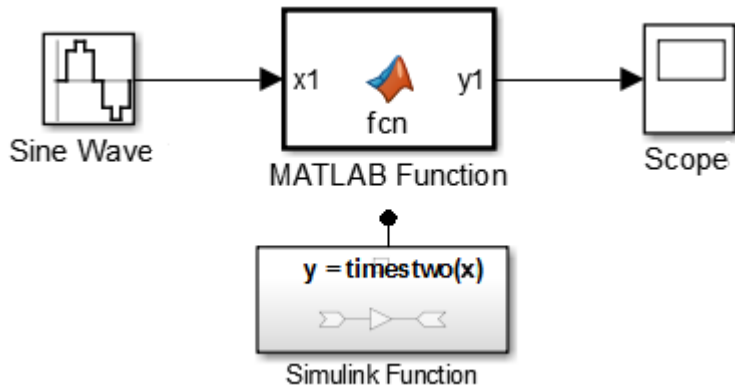 x1
y1
fcn
Sine Wave
MATLAB Function
Scope
y = timestwo(x)
Simulink Function